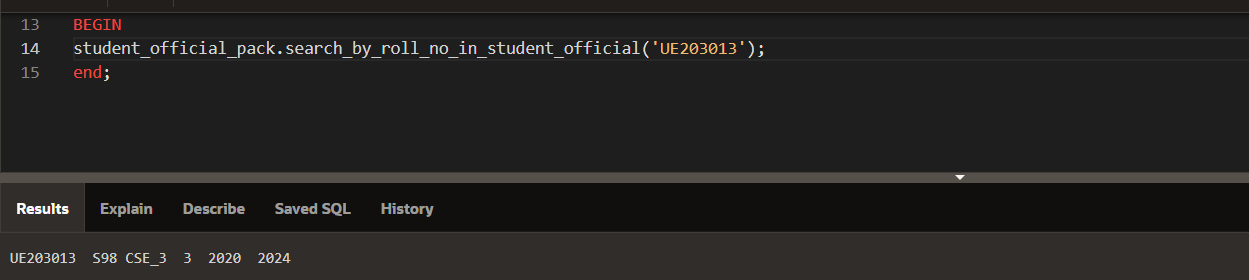 13 BEGIN
14 student_official_pack.search_by_roll_no_in_student_official('UE203013');
15 end;
Results Explain Describe Saved SQL History
UE203013 S98 CSE_3 3 2020 2024